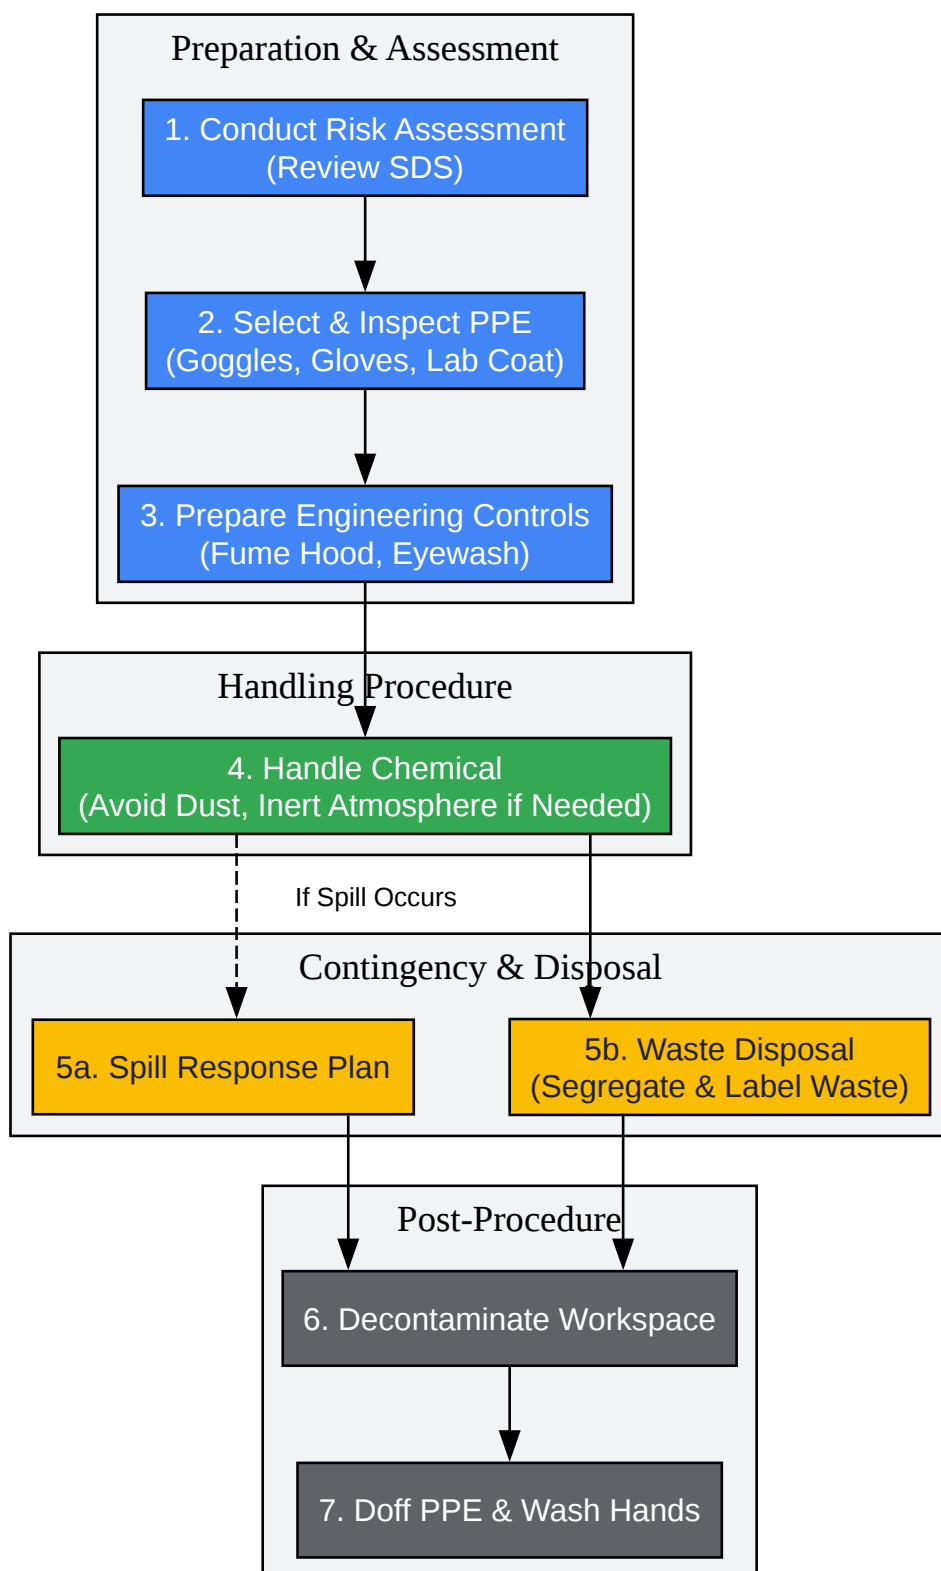 Preparation & Assessment
1. Conduct Risk Assessment
(Review SDS)
2. Select & Inspect PPE
(Goggles, Gloves, Lab Coat)
3. Prepare Engineering Controls
(Fume Hood, Eyewash)
Handling Procedure
4. Handle Chemical
(Avoid Dust, Inert Atmosphere if Needed)
If Spill Occurs
Contingency & Disposal
5a. Spill Response Plan
5b. Waste Disposal
(Segregate & Label Waste)
Post-Procedure
6. Decontaminate Workspace
7. Doff PPE & Wash Hands